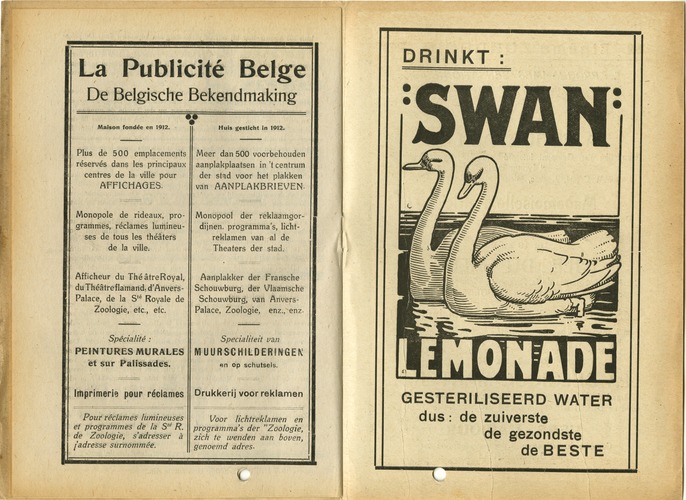 La Publicité Belge
De Belgische Bekendmaking
Maison fondée en 1912.
Plus de 500 emplacements
réservés dans les principaux
centres de la ville pour
AFFICHAGES.
Monopole de rideaux, pro-
grammes, réclames lumineu-
ses de tous les théâters
de la ville.
Afficheur du Théâtre Royal,
du Théâtre flamand, d'Anvers-
Palace, de la Sté Royale de
Zoologie, etc., etc.
Spécialité :
PEINTURES MURALES
et sur Palissades.
Imprimerie pour réclames
Pour réclames lumineuses
et programmes de la Sté R.
de Zoologie, s'adresser à
l'adresse surnommée.
Huis gesticht in 1912.
Meer dan 500 voorbehouden
aanplakplaatsen in 't centrum
der stad voor het plakken
van AANPLAKBRIEVEN.
Monopool der reklaamgor-
dijnen. programma's, licht-
reklamen van al de
Theaters der stad.
Aanplakker der Fransche
Schouwburg, der Vlaamsche
Schouwburg, van Anvers-
Palace, Zoologie, enz., enz.
Specialiteit van
MUURSCHILDERINGEN
en op schutsels.
Drukkerij voor reklamen
Voor lichtreklamen en
programma's der "Zoologie,
zich te wenden aan boven,
genoemd adres.
DRINKT :
SWAN
LEMONADE
GESTERILISEERD WATER
dus : de zuiverste
de gezondste
de BESTE